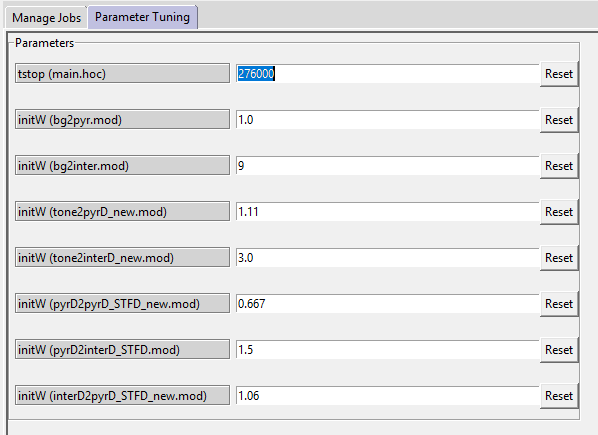 Manage Jobs Parameter Tuning
Parameters
tstop (main.hoc) 276000 Reset
initW (bg2pyr.mod) 1.0 Reset
initW (bg2inter.mod) 9 Reset
initW (tone2pyrD_new.mod) 1.11 Reset
initW (tone2interD_new.mod) 3.0 Reset
initW (pyrD2pyrD_STFD_new.mod) 0.667 Reset
initW (pyrD2interD_STFD.mod) 1.5 Reset
initW (interD2pyrD_STFD_new.mod) 1.06 Reset